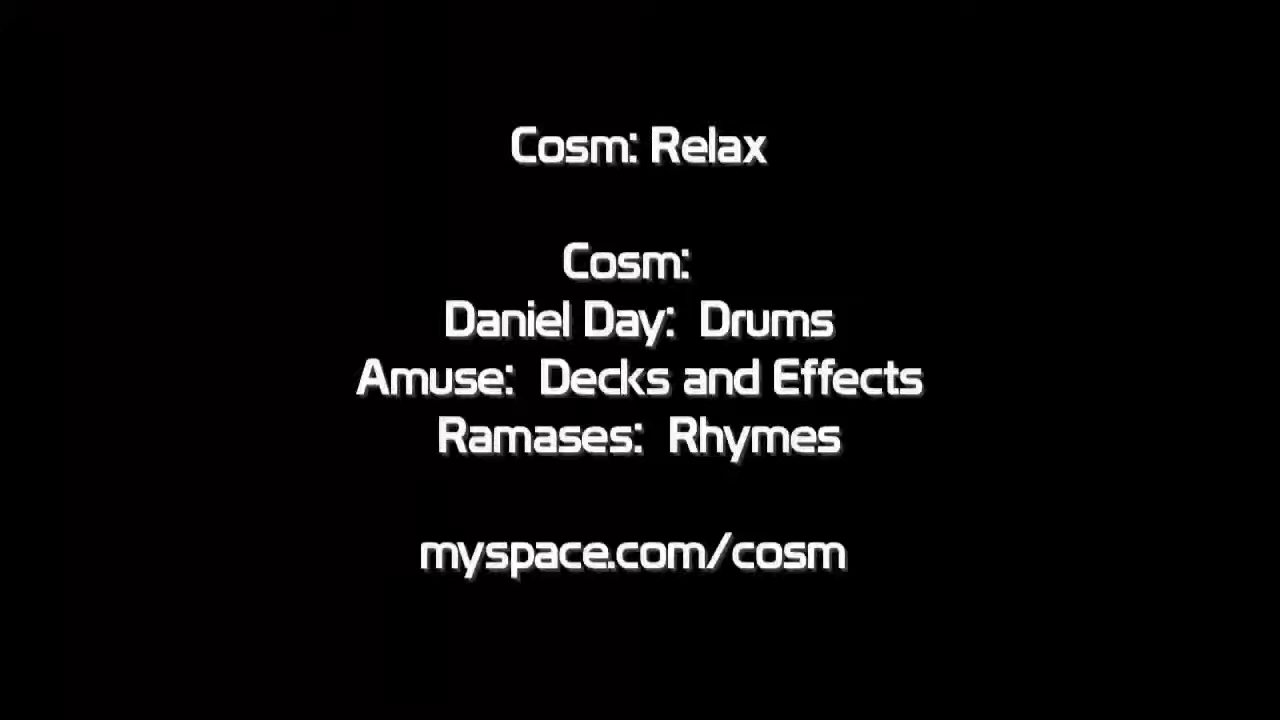 Cosm: Relax
Cosm:
Daniel Day:  Drums
Amuse:  Decks and Effects
Ramases:  Rhymes
myspace.com/cosm